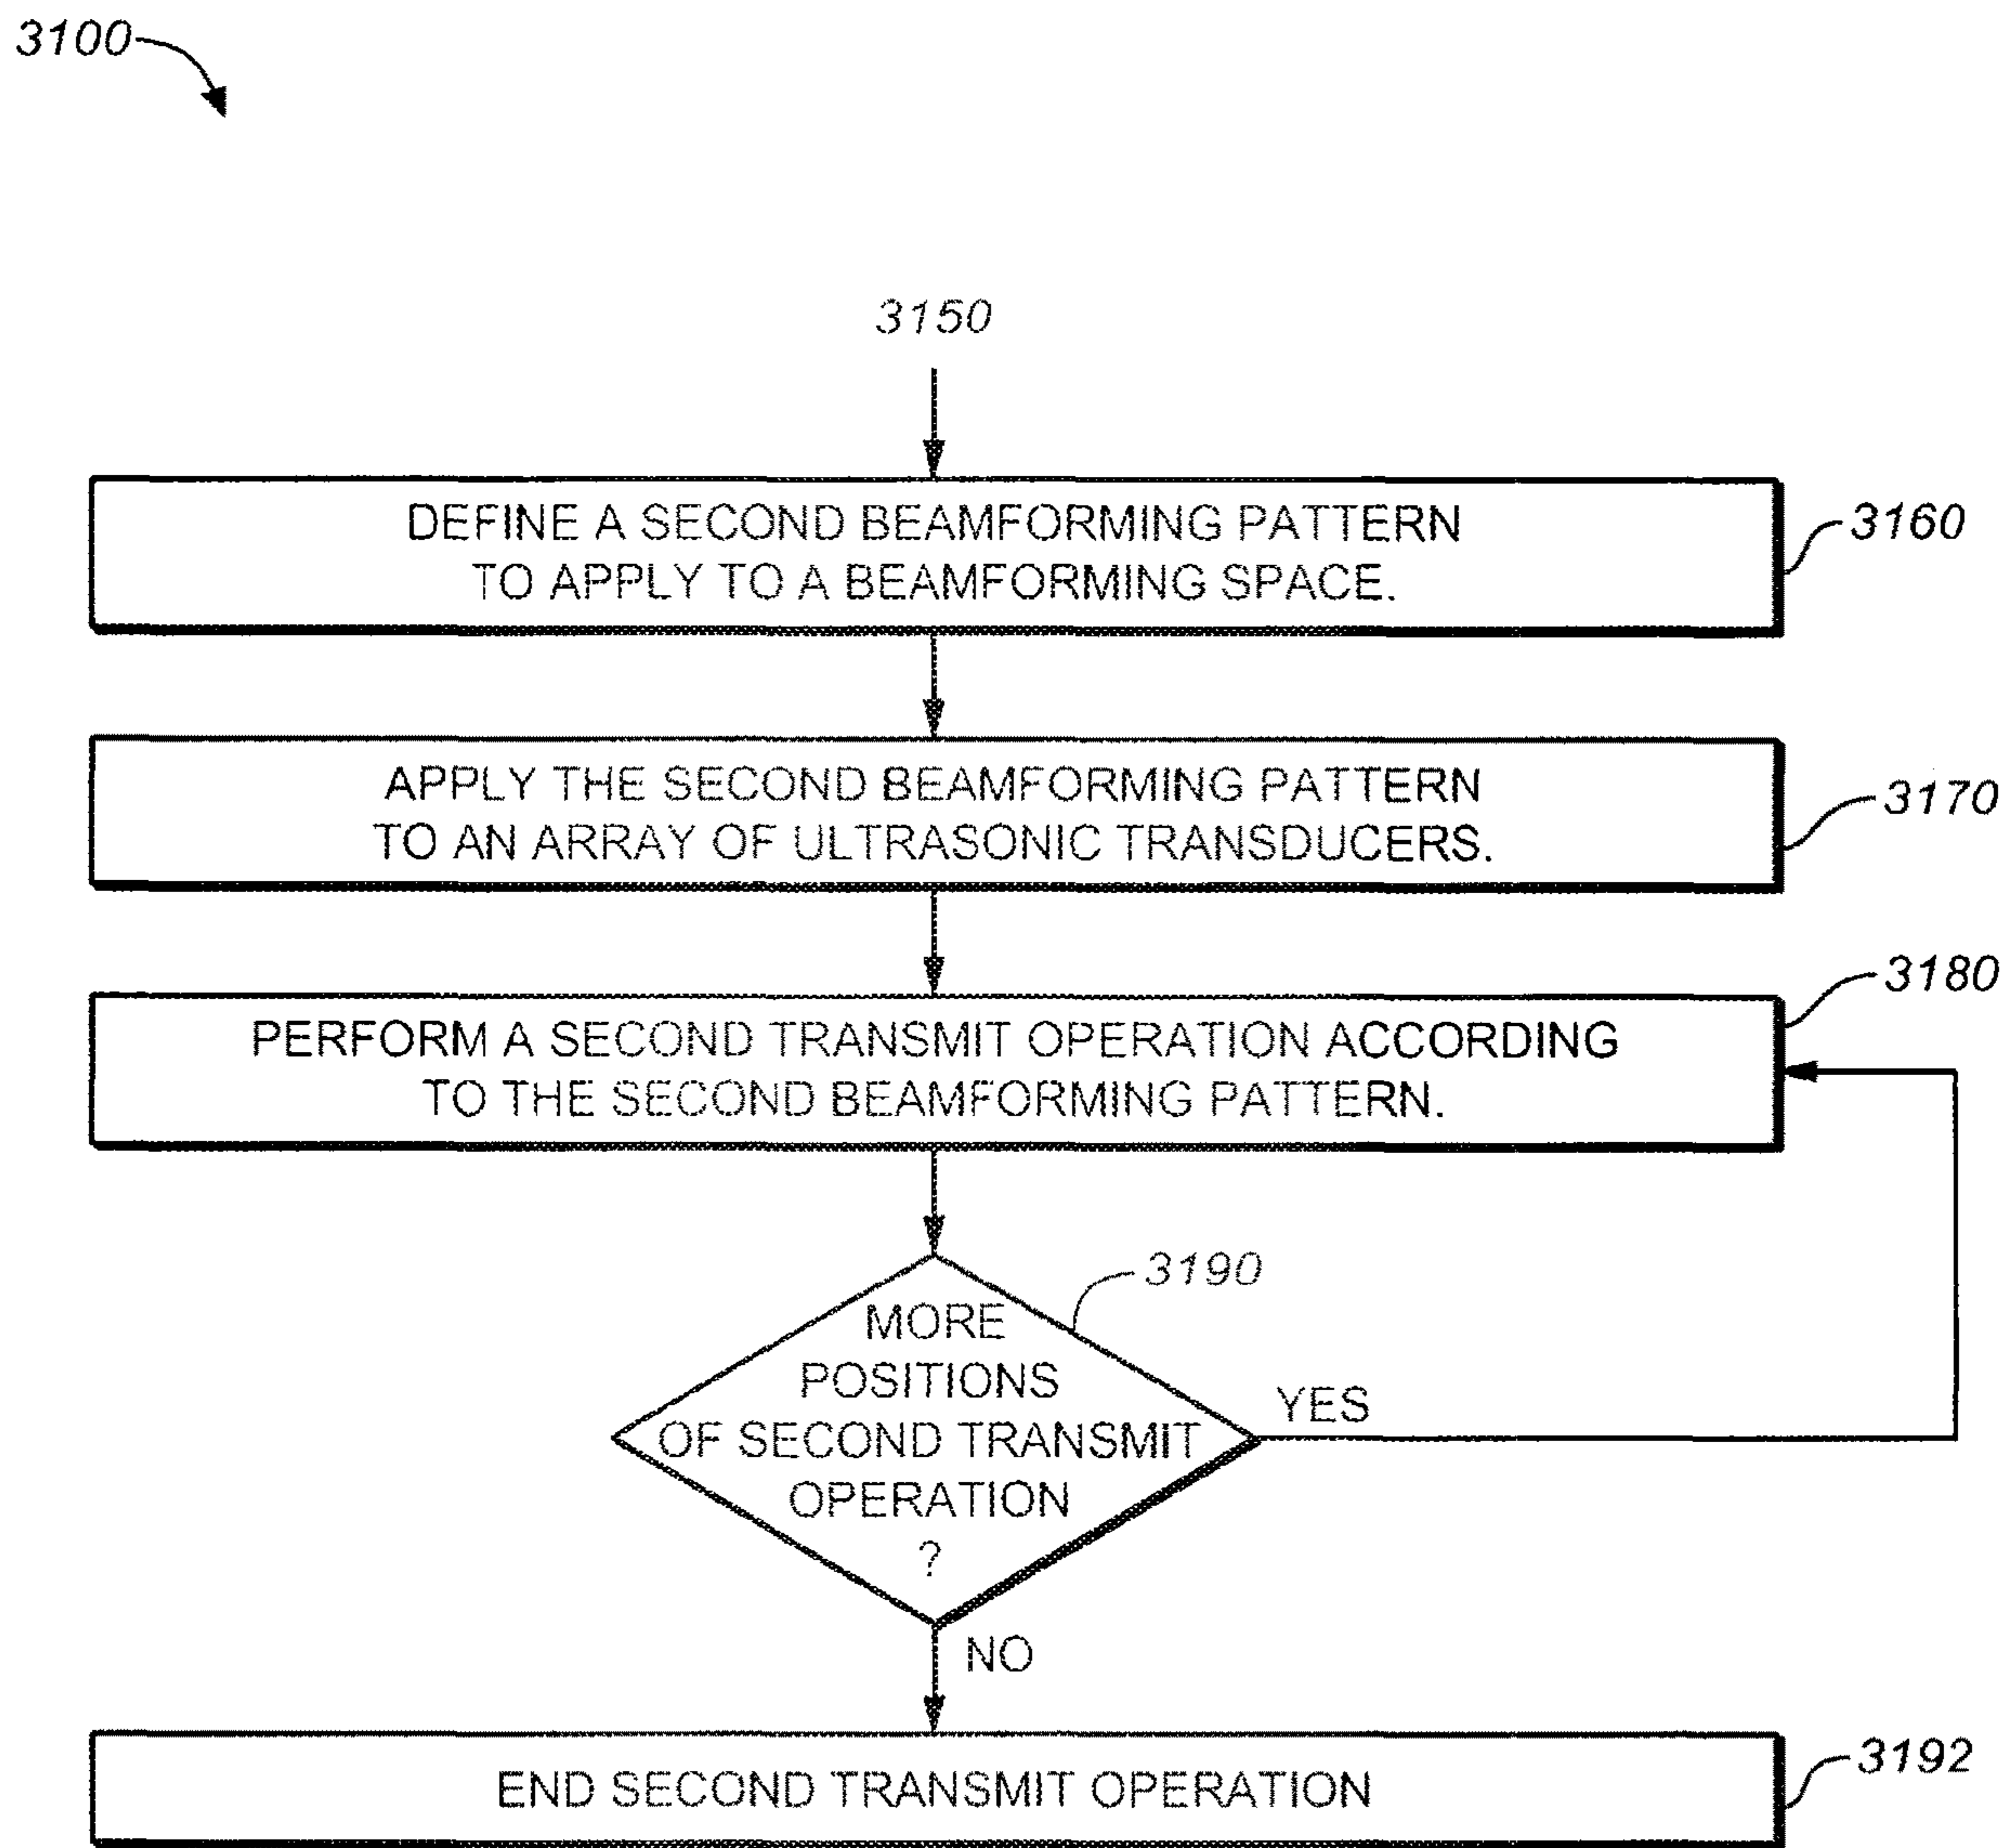 3100
3150
DEFINE A SECOND BEAMFORMING PATTERN
TO APPLY TO A BEAMFORMING SPACE.
3160
APPLY THE SECOND BEAMFORMING PATTERN
TO AN ARRAY OF ULTRASONIC TRANSDUCERS.
3170
PERFORM A SECOND TRANSMIT OPERATION ACCORDING
TO THE SECOND BEAMFORMING PATTERN.
3180
3190
MORE
POSITIONS
OF SECOND TRANSMIT
OPERATION
?
YES
NO
END SECOND TRANSMIT OPERATION
3192